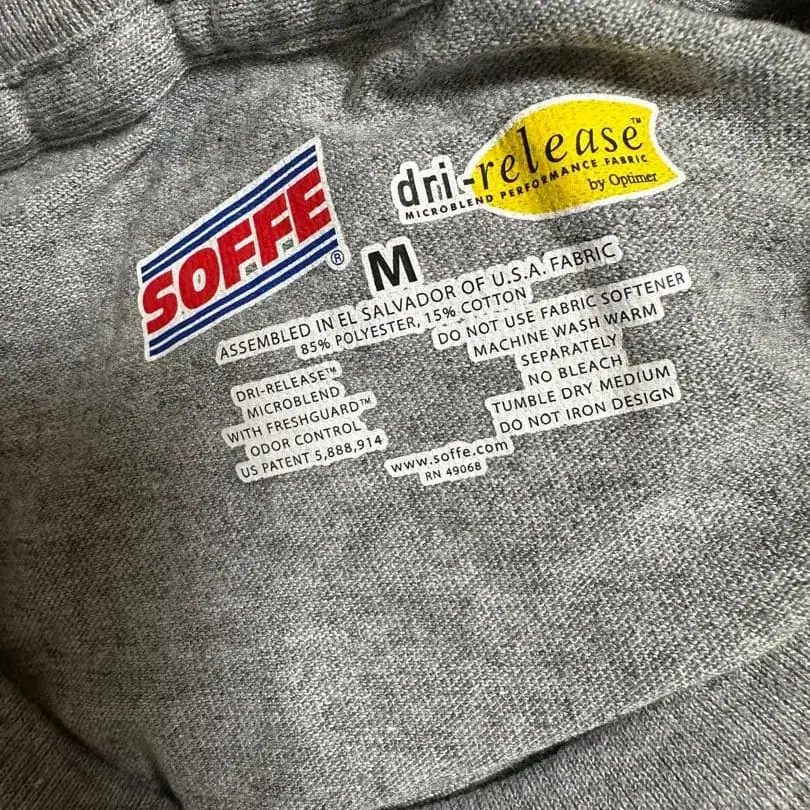 SOFFE®
dri-release™
MICROBLEND PERFORMANCE FABRIC
by Optimer
M
ASSEMBLED IN EL SALVADOR OF U.S.A. FABRIC
85% POLYESTER, 15% COTTON
DRI-RELEASE™
MICROBLEND
WITH FRESHGUARD™
ODOR CONTROL
US PATENT 5,888,914
DO NOT USE FABRIC SOFTENER
MACHINE WASH WARM
SEPARATELY
NO BLEACH
TUMBLE DRY MEDIUM
DO NOT IRON DESIGN
www.soffe.com
RN 49068